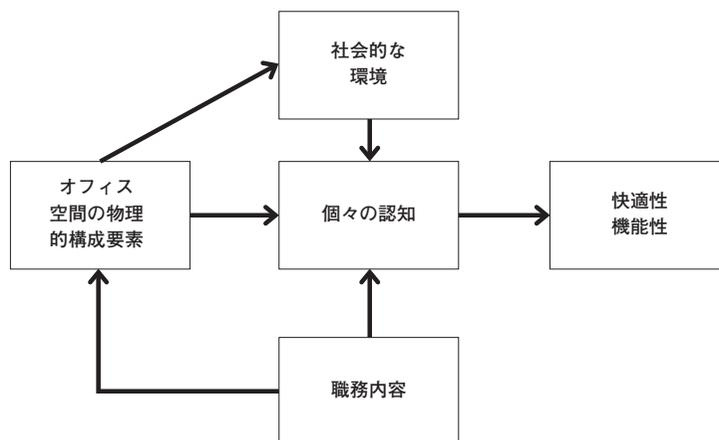 社会的な
環境
オフィス
空間の物理
的構成要素
個々の認知
快適性
機能性
職務内容